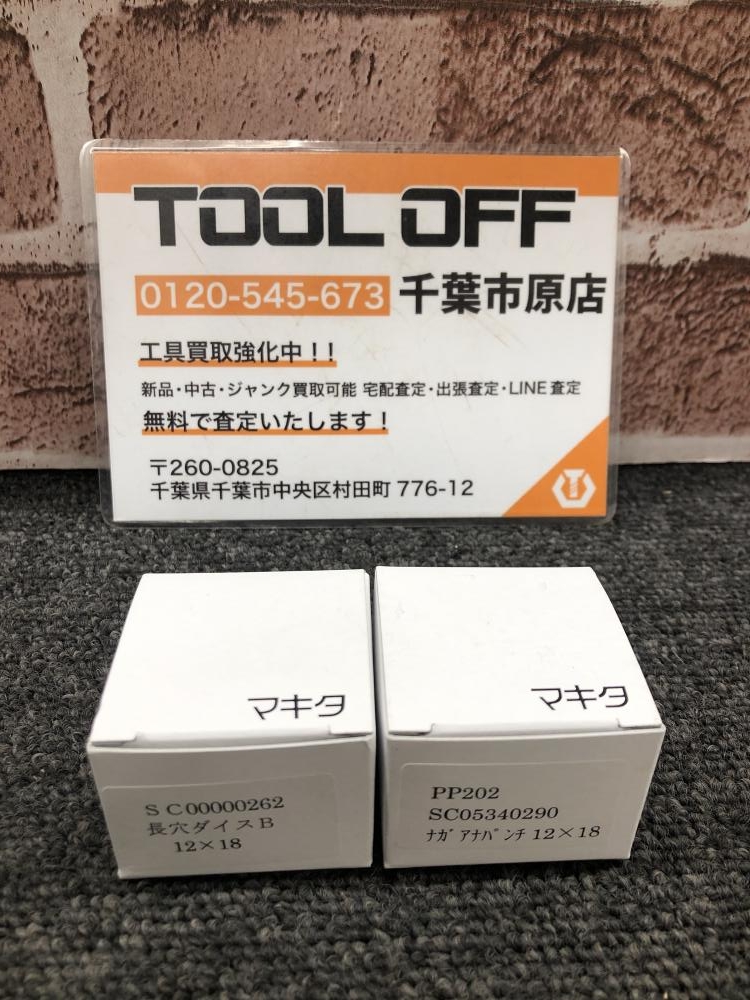 TOOL OFF
0120-545-673 千葉市原店
工具買取強化中！！
新品・中古・ジャンク買取可能 宅配査定・出張査定・LINE査定
無料で査定いたします！
〒260-0825
千葉県千葉市中央区村田町 776-12
マキタ
ＳＣ00000262
長穴ダイスＢ
12×18
マキタ
PP202
SC05340290
ﾅｶﾞｱﾅﾊﾟﾝﾁ 12×18